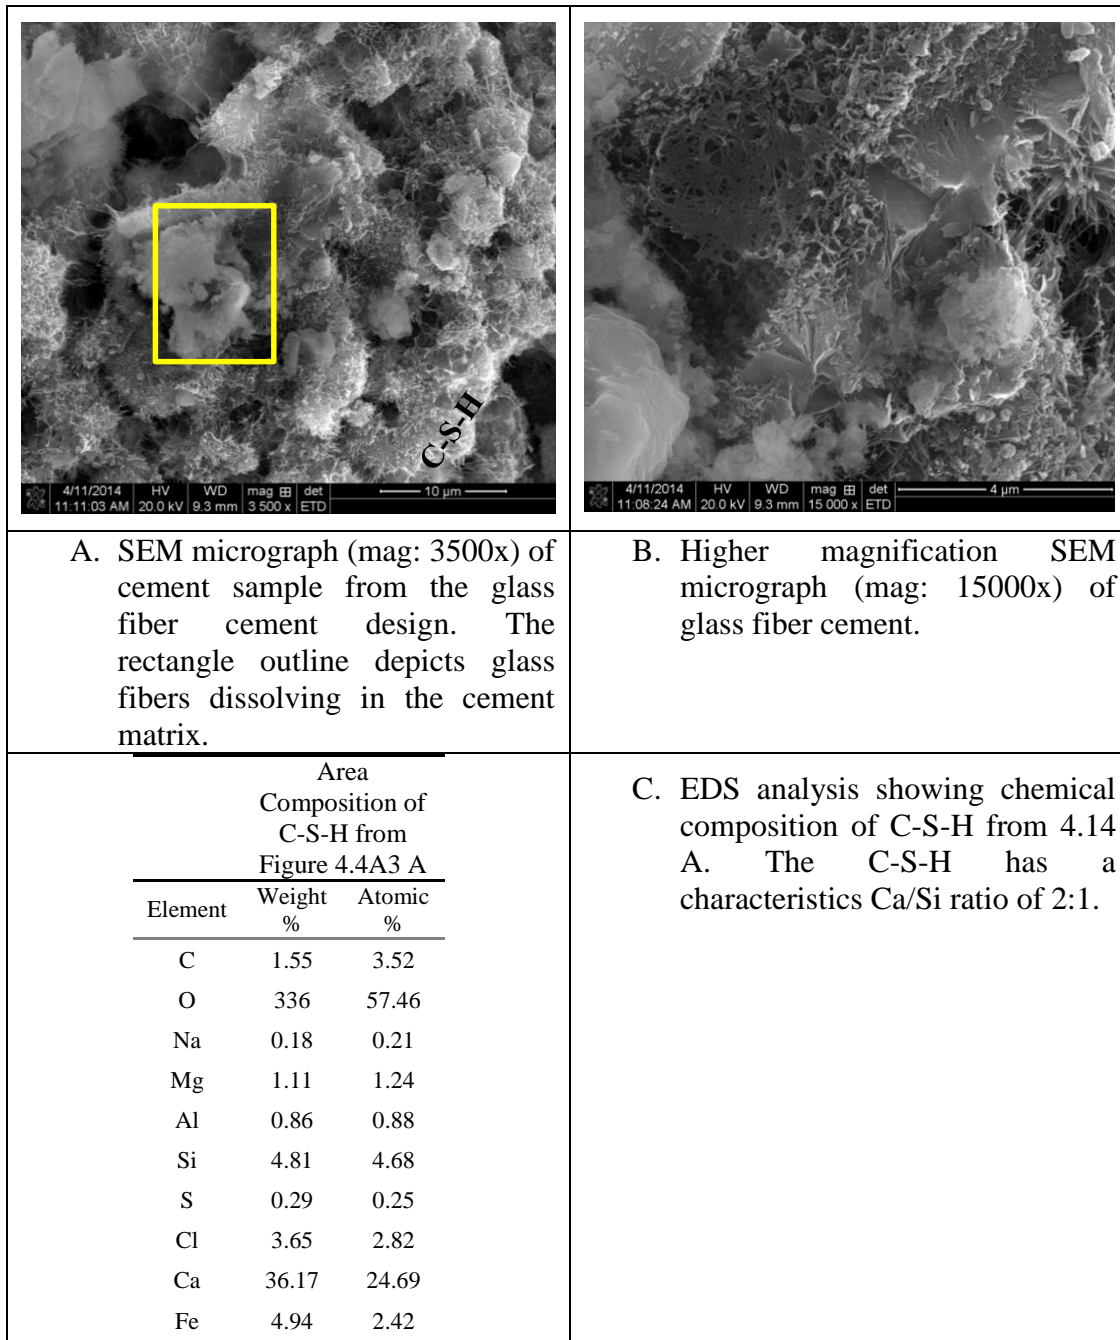 C-S-H
4/11/2014 HV WD mag det 10 µm
11:11:03 AM 20.0 kV 9.3 mm 3 500 x ETD
4/11/2014 HV WD mag det 4 µm
11:08:24 AM 20.0 kV 9.3 mm 15 000 x ETD
A. SEM micrograph (mag: 3500x) of
cement sample from the glass
fiber cement design. The
rectangle outline depicts glass
fibers dissolving in the cement
matrix.
B. Higher magnification SEM
micrograph (mag: 15000x) of
glass fiber cement.
Area
Composition of
C-S-H from
Figure 4.4A3 A
Element Weight % Atomic %
C 1.55 3.52
O 336 57.46
Na 0.18 0.21
Mg 1.11 1.24
Al 0.86 0.88
Si 4.81 4.68
S 0.29 0.25
Cl 3.65 2.82
Ca 36.17 24.69
Fe 4.94 2.42
C. EDS analysis showing chemical
composition of C-S-H from 4.14
A. The C-S-H has a
characteristics Ca/Si ratio of 2:1.